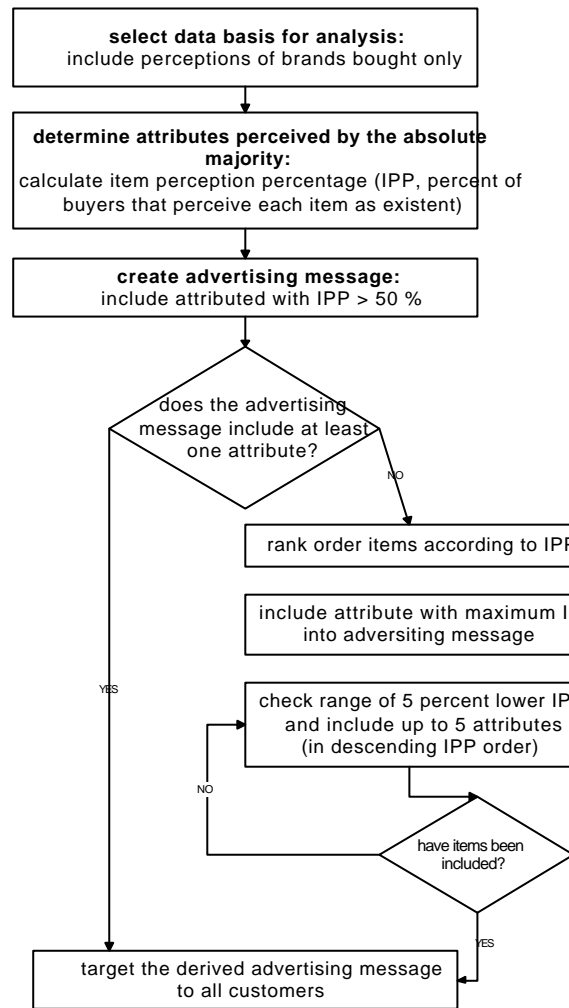 select data basis for analysis:
include perceptions of brands bought only
determine attributes perceived by the absolute
majority:
calculate item perception percentage (IPP, percent of
buyers that perceive each item as existent)
create advertising message:
include attributed with IPP > 50 %
does the advertising
message include at least
one attribute?
NO
rank order items according to IPP
include attribute with maximum I
into adversiting message
YES
check range of 5 percent lower IP
and include up to 5 attributes
(in descending IPP order)
NO
have items been
included?
YES
target the derived advertising message
to all customers